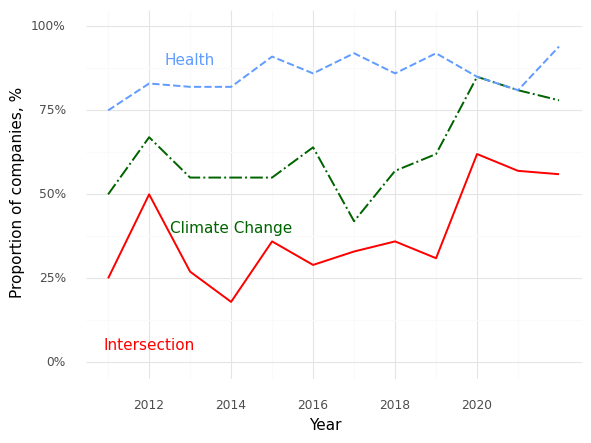 100%
Health
75%
Proportion of companies, %
50%
Climate Change
25%
Intersection
0%
2012 2014 2016 2018 2020
Year